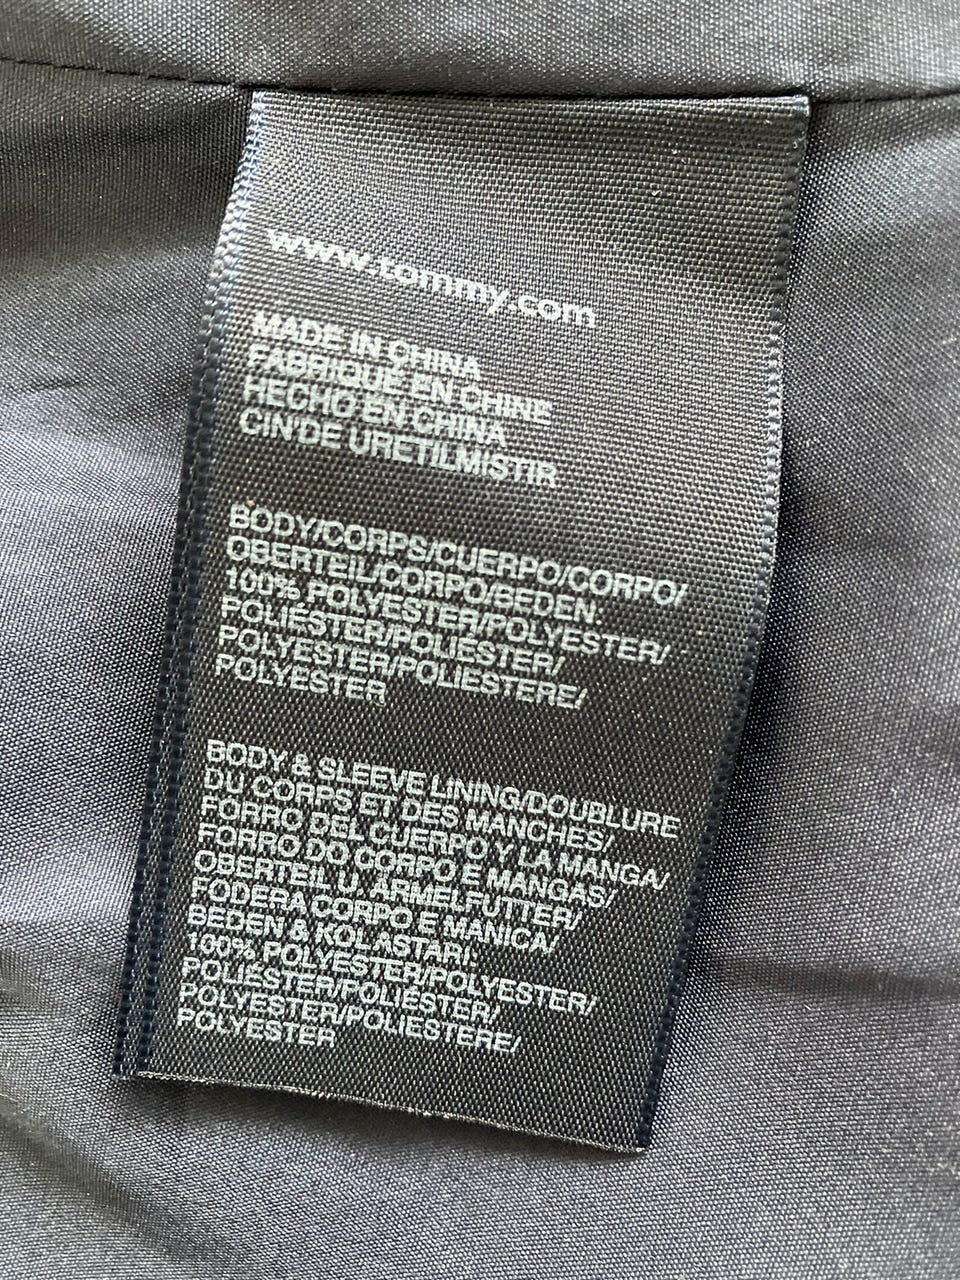 www.tommy.com
MADE IN CHINA
FABRIQUÉ EN CHINE
HECHO EN CHINA
CIN'DE URETILMISTIR
BODY/CORPS/CUERPO/CORPO/
OBERTEIL/CORPO/BEDEN:
100% POLYESTER/POLYESTER/
POLIÉSTER/POLIÉSTER/
POLYESTER/POLIESTERE/
POLYESTER
BODY & SLEEVE LINING/DOUBLURE
DU CORPS ET DES MANCHES/
FORRO DEL CUERPO Y LA MANGA/
FORRO DO CORPO E MANGAS/
OBERTEIL U. ÄRMELFUTTER/
FODERA CORPO E MANICA/
BEDEN & KOLASTARI:
100% POLYESTER/POLYESTER/
POLIÉSTER/POLIÉSTER/
POLYESTER/POLIESTERE/
POLYESTER